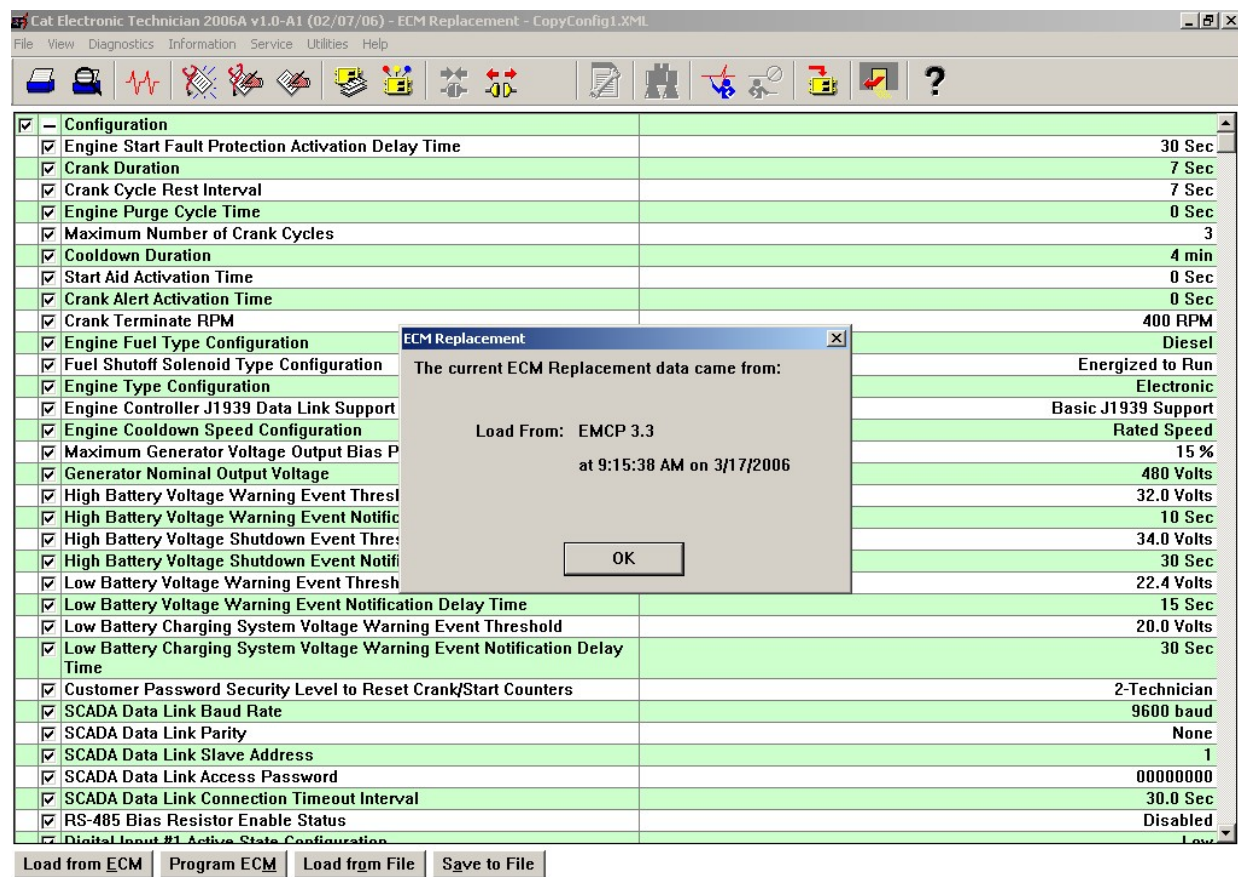 Cat Electronic Technician 2006A v1.0-A1 (02/07/06) - ECM Replacement - CopyConfig1.XML
File View Diagnostics Information Service Utilities Help
Configuration
Engine Start Fault Protection Activation Delay Time 30 Sec
Crank Duration 7 Sec
Crank Cycle Rest Interval 7 Sec
Engine Purge Cycle Time 0 Sec
Maximum Number of Crank Cycles 3
Cooldown Duration 4 min
Start Aid Activation Time 0 Sec
Crank Alert Activation Time 0 Sec
Crank Terminate RPM 400 RPM
Engine Fuel Type Configuration Diesel
Fuel Shutoff Solenoid Type Configuration Energized to Run
Engine Type Configuration Electronic
Engine Controller J1939 Data Link Support Basic J1939 Support
Engine Cooldown Speed Configuration Rated Speed
Maximum Generator Voltage Output Bias P 15 %
Generator Nominal Output Voltage 480 Volts
High Battery Voltage Warning Event Thresl 32.0 Volts
High Battery Voltage Warning Event Notific 10 Sec
High Battery Voltage Shutdown Event Thres 34.0 Volts
High Battery Voltage Shutdown Event Notifi 30 Sec
Low Battery Voltage Warning Event Thresh 22.4 Volts
Low Battery Voltage Warning Event Notification Delay Time 15 Sec
Low Battery Charging System Voltage Warning Event Threshold 20.0 Volts
Low Battery Charging System Voltage Warning Event Notification Delay 30 Sec
Time
Customer Password Security Level to Reset Crank/Start Counters 2-Technician
SCADA Data Link Baud Rate 9600 baud
SCADA Data Link Parity None
SCADA Data Link Slave Address 1
SCADA Data Link Access Password 00000000
SCADA Data Link Connection Timeout Interval 30.0 Sec
RS-485 Bias Resistor Enable Status Disabled
Digital Input #1 Active State Configuration Low
ECM Replacement
The current ECM Replacement data came from:
Load From: EMCP 3.3
at 9:15:38 AM on 3/17/2006
OK
Load from ECM Program ECM Load from File Save to File